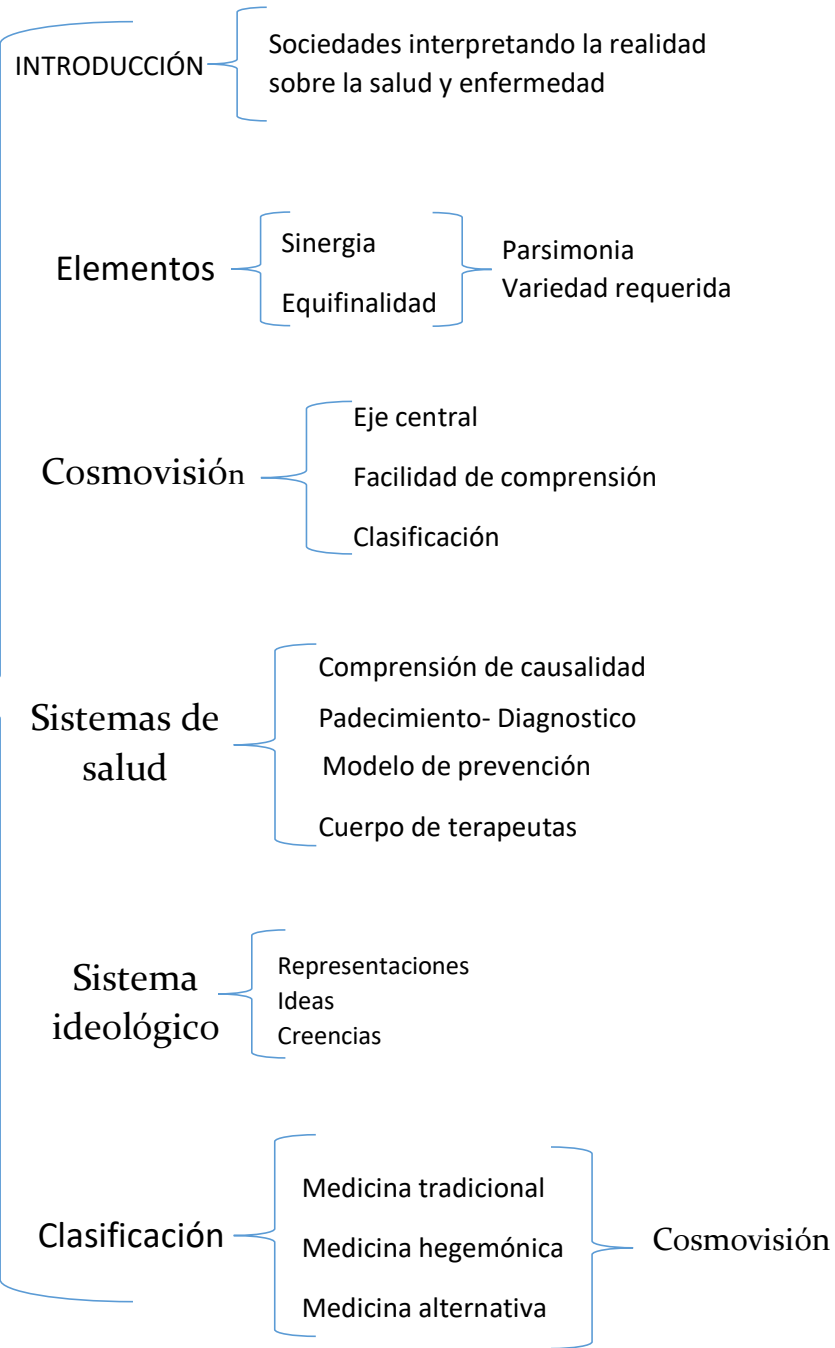 INTRODUCCIÓN
Sociedades interpretando la realidad
sobre la salud y enfermedad
Elementos
Sinergia
Equifinalidad
Parsimonia
Variedad requerida
Cosmovisión
Eje central
Facilidad de comprensión
Clasificación
Sistemas de
salud
Comprensión de causalidad
Padecimiento- Diagnostico
Modelo de prevención
Cuerpo de terapeutas
Sistema
ideológico
Representaciones
Ideas
Creencias
Clasificación
Medicina tradicional
Medicina hegemónica
Medicina alternativa
Cosmovisión